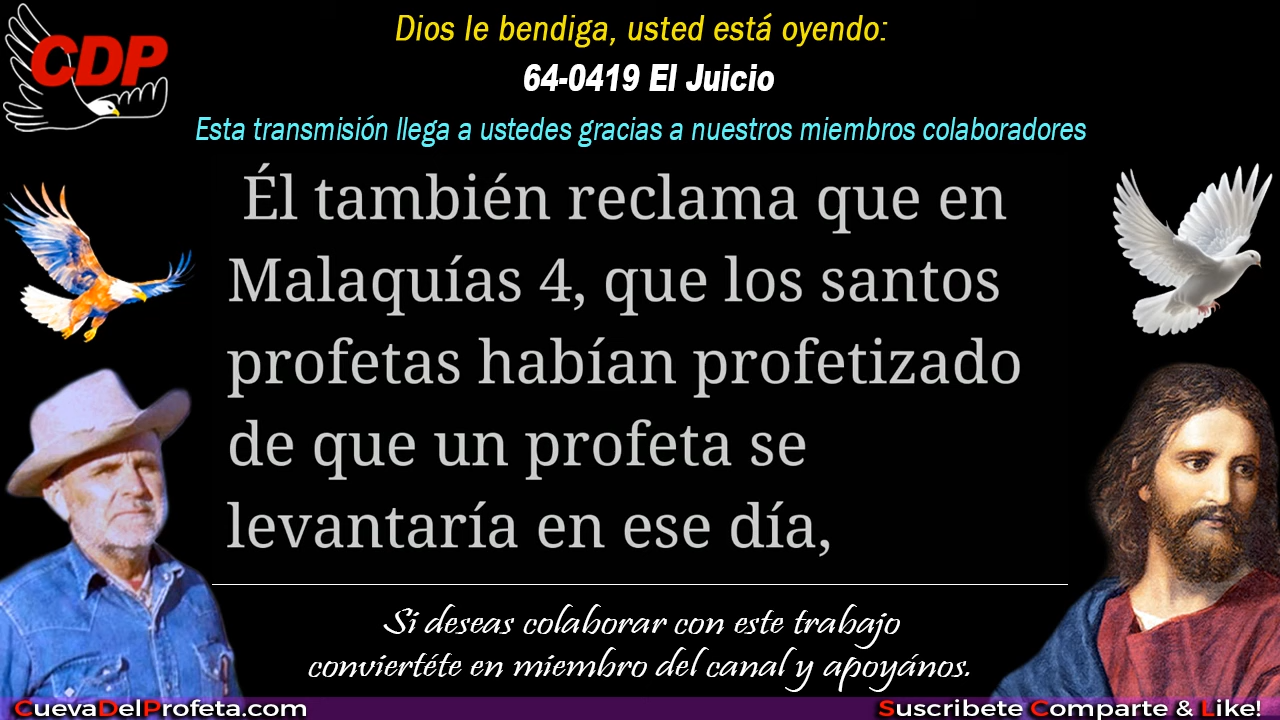 CDP
Dios le bendiga, usted está oyendo:
64-0419 El Juicio
Esta transmisión llega a ustedes gracias a nuestros miembros colaboradores
Él también reclama que en
Malaquías 4, que los santos
profetas habían profetizado
de que un profeta se
levantaría en ese día,
Si deseas colaborar con este trabajo
conviertéte en miembro del canal y apoyános.
CuevaDelProfeta.com
Suscribete Comparte & Like!